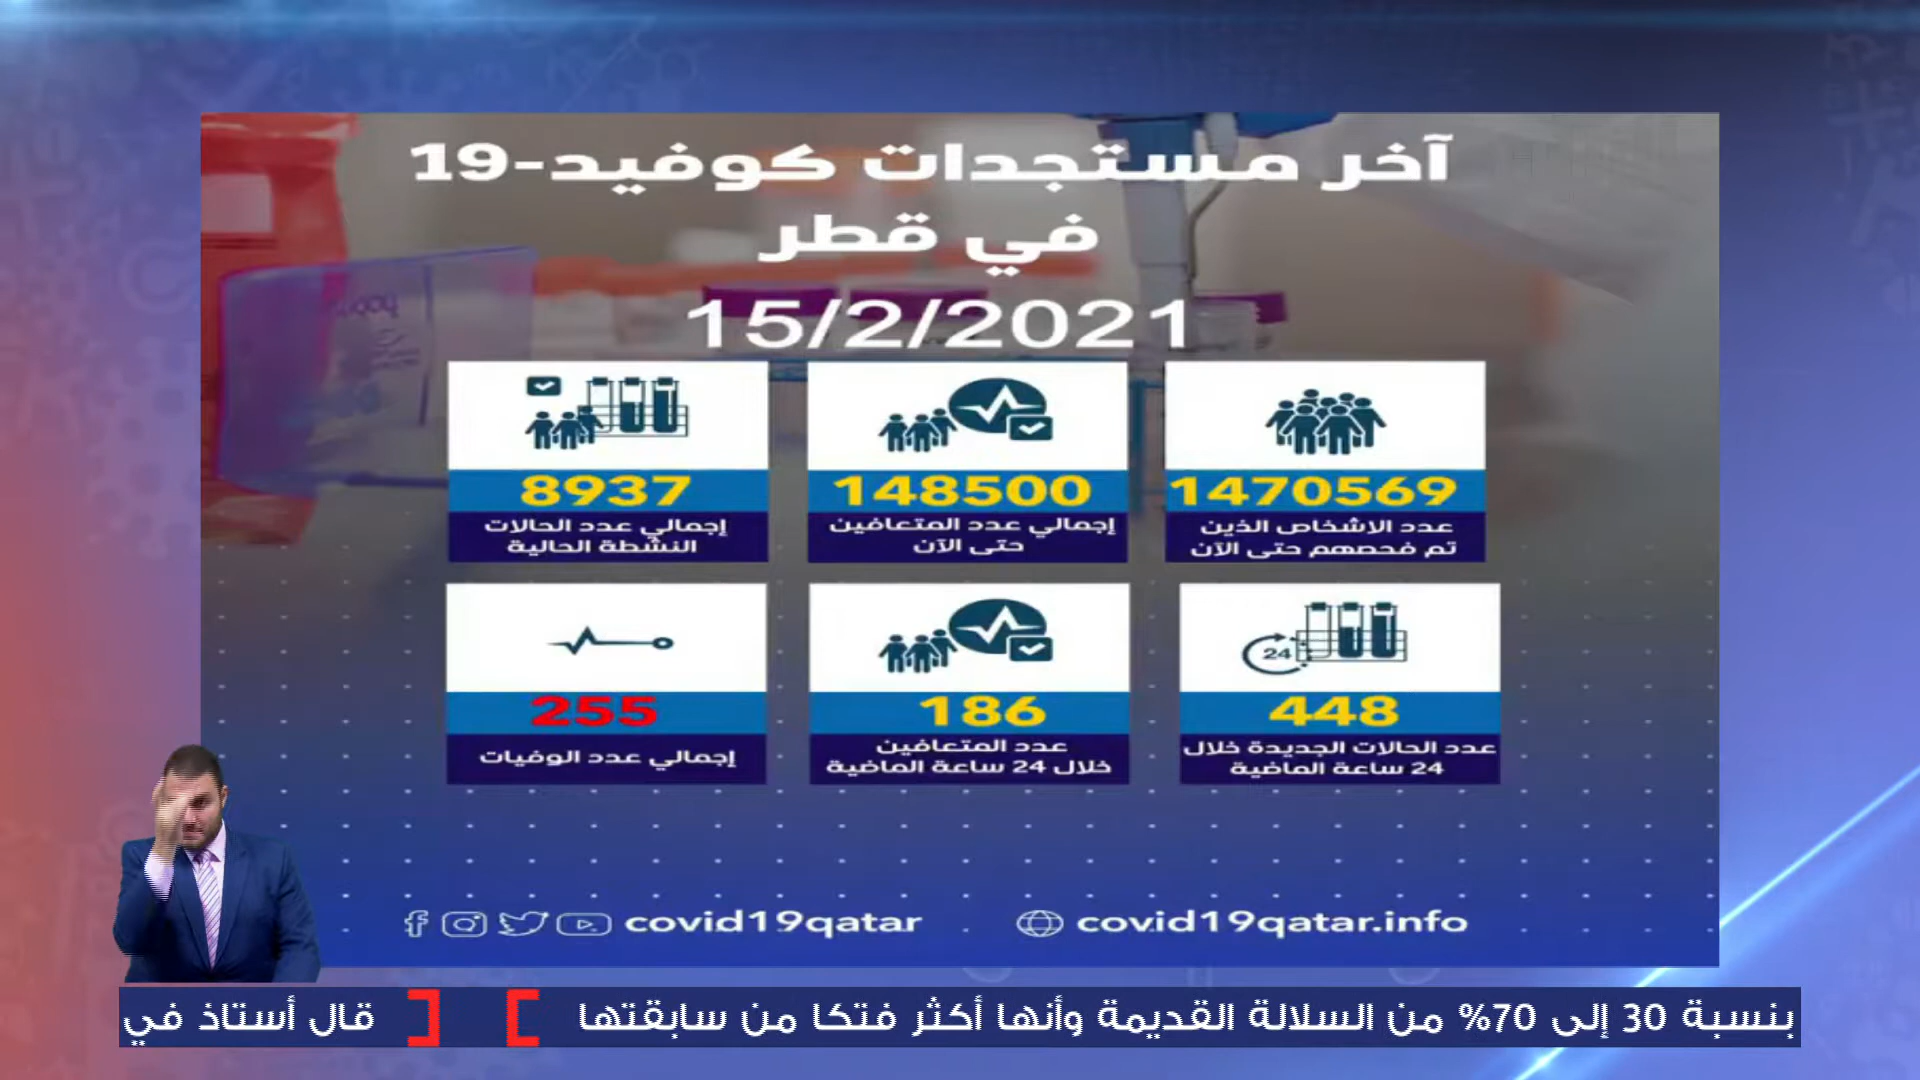 آخر مستجدات كوفيد-19
في قطر
15/2/2021
1470569
عدد الاشخاص الذين
تم فحصهم حتى الآن
148500
إجمالي عدد المتعافين
حتى الآن
8937
إجمالي عدد الحالات
النشطة الحالية
24
448
عدد الحالات الجديدة خلال
24 ساعة الماضية
186
عدد المتعافين
خلال 24 ساعة الماضية
255
إجمالي عدد الوفيات
covid19qatar
covid19qatar.info
بنسبة 30 إلى 70% من السلالة القديمة وأنها أكثر فتكا من سابقتها
قال أستاذ في